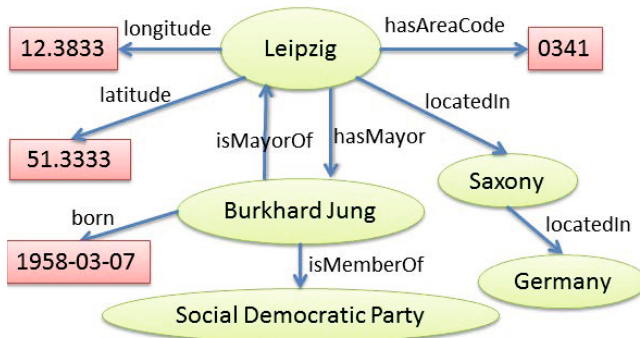 longitude
hasAreaCode
12.3833
Leipzig
0341
latitude
locatedIn
isMayorOf
hasMayor
51.3333
Saxony
born
Burkhard Jung
locatedIn
1958-03-07
isMemberOf
Germany
Social Democratic Party